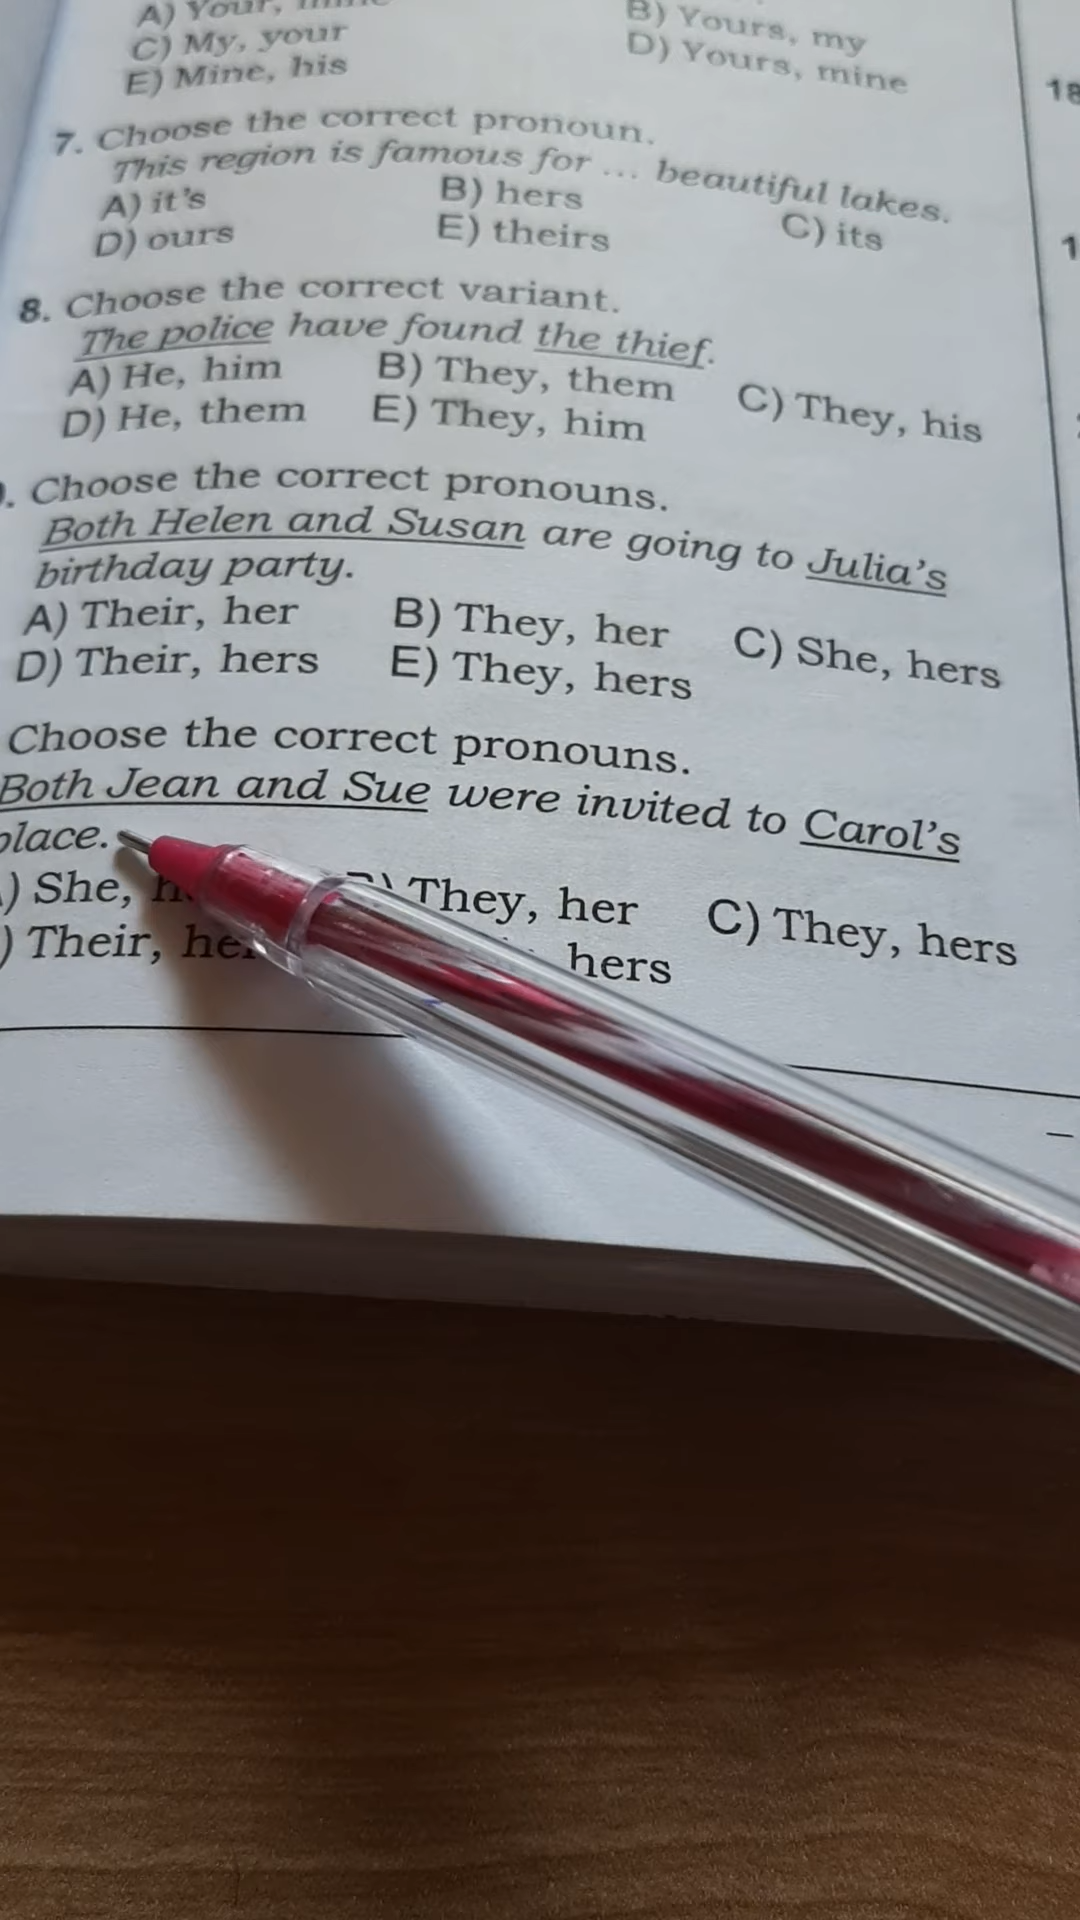 A) Your,
B) Yours, my
C) My, your
D) Yours, mine
E) Mine, his
18
7. Choose the correct pronoun.
This region is famous for ... beautiful lakes.
A) it's B) hers C) its
D) ours E) theirs
8. Choose the correct variant.
The police have found the thief.
A) He, him B) They, them C) They, his
D) He, them E) They, him
. Choose the correct pronouns.
Both Helen and Susan are going to Julia's
birthday party.
A) Their, her B) They, her C) She, hers
D) Their, hers E) They, hers
Choose the correct pronouns.
Both Jean and Sue were invited to Carol's
place.
) She, B) They, her C) They, hers
) Their, hers